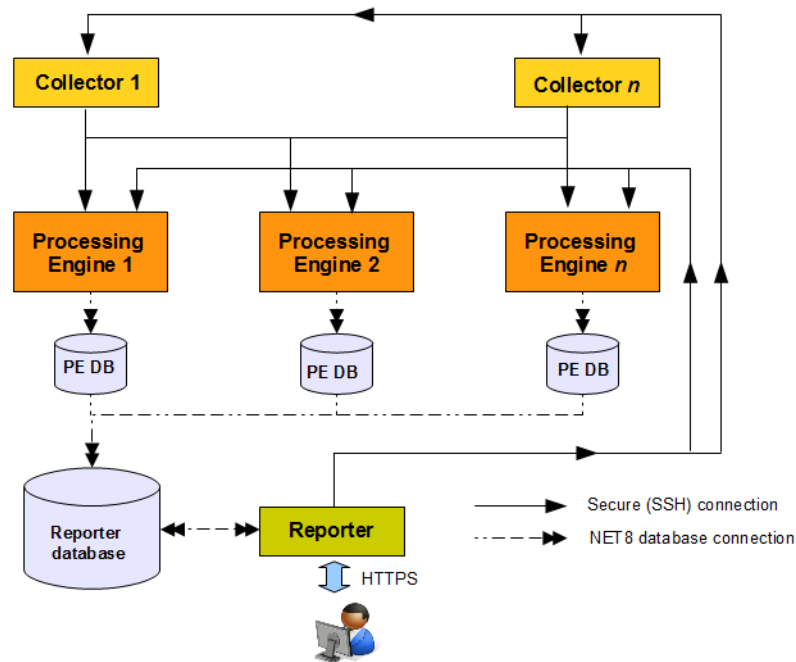 Collector 1
Collector n
Processing
Engine 1
Processing
Engine 2
Processing
Engine n
PE DB
PE DB
PE DB
Reporter
database
Reporter
Secure (SSH) connection
NET8 database connection
HTTPS